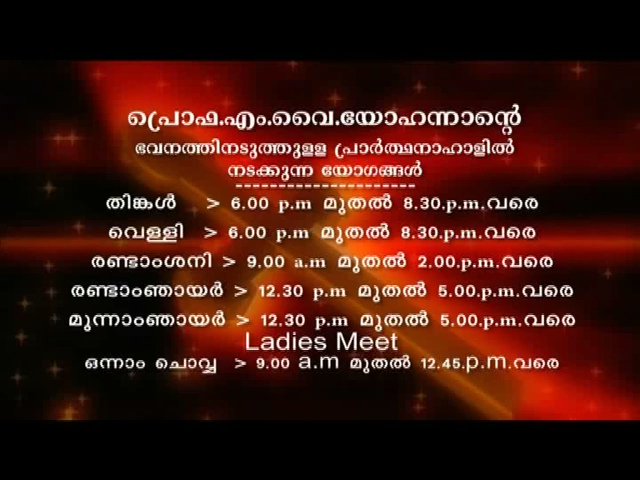 പ്രൊഫ.എം.വൈ.യോഹന്നാന്റെ
ഭവനത്തിനടുത്തുളള പ്രാർത്ഥനാഹാളിൽ
നടക്കുന്ന യോഗങ്ങൾ
---------------------
തിങ്കൾ > 6.00 p.m മുതൽ 8.30.p.m.വരെ
വെള്ളി > 6.00 p.m മുതൽ 8.30.p.m.വരെ
രണ്ടാംശനി > 9.00 a.m മുതൽ 2.00.p.m.വരെ
രണ്ടാംഞായർ > 12.30 p.m മുതൽ 5.00.p.m.വരെ
മുന്നാംഞായർ > 12.30 p.m മുതൽ 5.00.p.m.വരെ
Ladies Meet
ഒന്നാം ചൊവ്വ > 9.00 a.m മുതൽ 12.45.p.m.വരെ